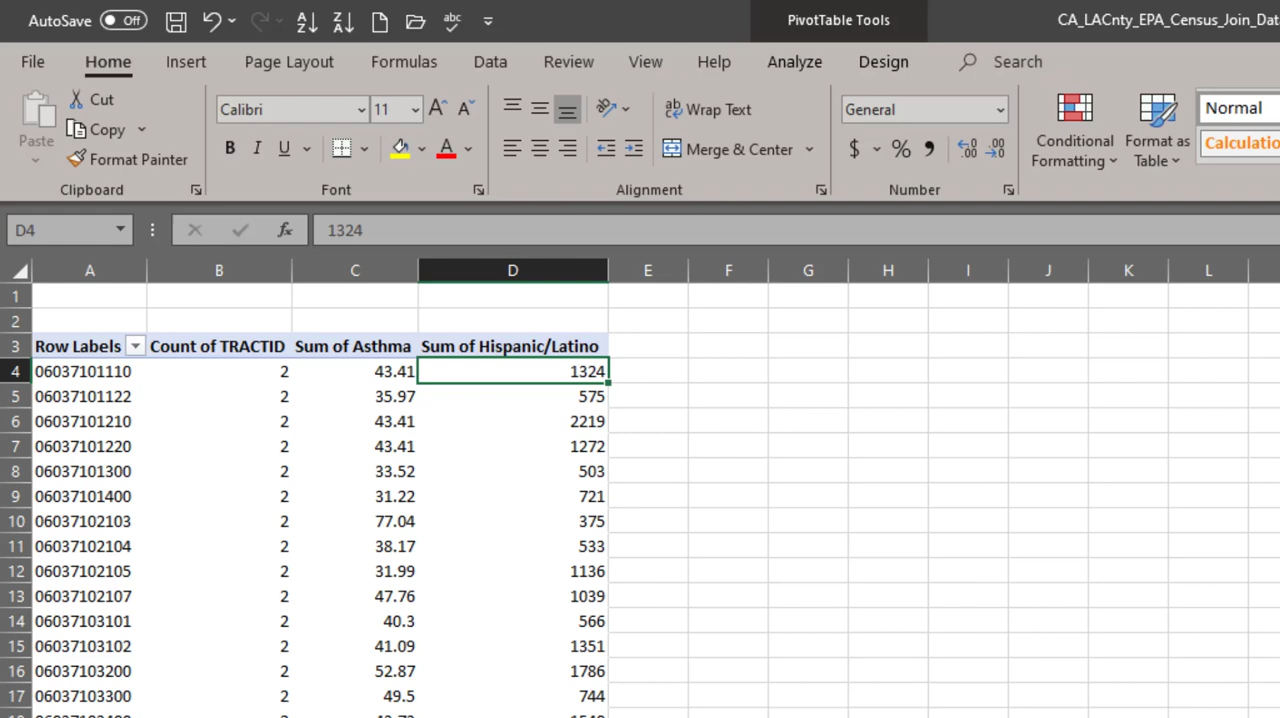 AutoSave Off A Z Z A abc PivotTable Tools CA_LACnty_EPA_Census_Join_Dat
File Home Insert Page Layout Formulas Data Review View Help Analyze Design Search
Paste Cut Copy Format Painter
Clipboard
Calibri 11 A A
B I U A
Font
ab Wrap Text
Merge & Center
Alignment
General
$ % 9 .00 .00
Number
Conditional Formatting
Format as Table
Normal
Calculatio
D4 fx 1324
A B C D E F G H I J K L
1
2
3 Row Labels Count of TRACTID Sum of Asthma Sum of Hispanic/Latino
4 06037101110 2 43.41 1324
5 06037101122 2 35.97 575
6 06037101210 2 43.41 2219
7 06037101220 2 43.41 1272
8 06037101300 2 33.52 503
9 06037101400 2 31.22 721
10 06037102103 2 77.04 375
11 06037102104 2 38.17 533
12 06037102105 2 31.99 1136
13 06037102107 2 47.76 1039
14 06037103101 2 40.3 566
15 06037103102 2 41.09 1351
16 06037103200 2 52.87 1786
17 06037103300 2 49.5 744